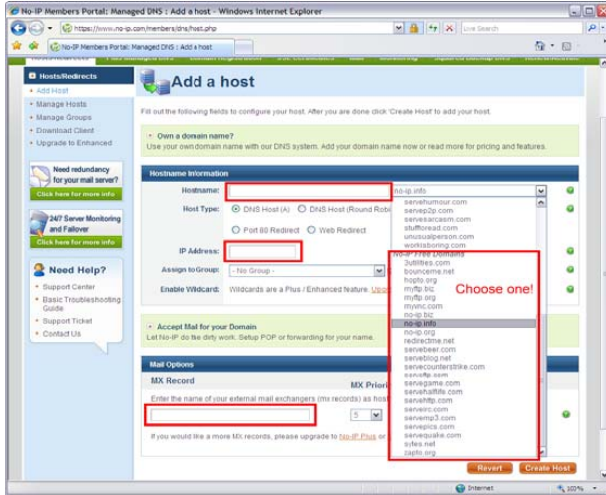 No-IP Members Portal: Managed DNS : Add a host - Windows Internet Explorer
https://www.no-ip.com/members/dns/host.php
Live Search
No-IP Members Portal: Managed DNS : Add a host
Hosts/Redirects
Add Host
Manage Hosts
Manage Groups
Download Client
Upgrade to Enhanced
Need redundancy
for your mail server?
Click here for more info
24/7 Server Monitoring
and Failover
Click here for more info
Need Help?
Support Center
Basic Troubleshooting
Guide
Support Ticket
Contact Us
Add a host
Fill out the following fields to configure your host. After you are done click 'Create Host' to add your host.
Own a domain name?
Use your own domain name with our DNS system. Add your domain name now or read more for pricing and features.
Hostname Information
Hostname:
no-ip.info
Host Type:
DNS Host (A)
DNS Host (Round Robi
Port 80 Redirect
Web Redirect
IP Address:
Assign to Group:
- No Group -
Enable Wildcard:
Wildcards are a Plus / Enhanced feature.
servehumour.com
servep2p.com
servesarcasm.com
stufftoread.com
unusualperson.com
workisboring.com
No-IP Free Domains
3utilities.com
bounceme.net
hopto.org
myftp.biz
myftp.org
myvnc.com
no-ip.biz
no-ip.info
no-ip.org
redirectme.net
servebeer.com
serveblog.net
servecounterstrike.com
serveftp.com
servegame.com
servehalflife.com
servehttp.com
serveirc.com
servemp3.com
servepics.com
servequake.com
sytes.net
zapto.org
Choose one!
Accept Mail for your Domain
Let No-IP do the dirty work. Setup POP or forwarding for your name.
Mail Options
MX Record
MX Priori
Enter the name of your external mail exchangers (mx records) as host
5
If you would like a more MX records, please upgrade to No-IP Plus or
Revert
Create Host
Internet
100%